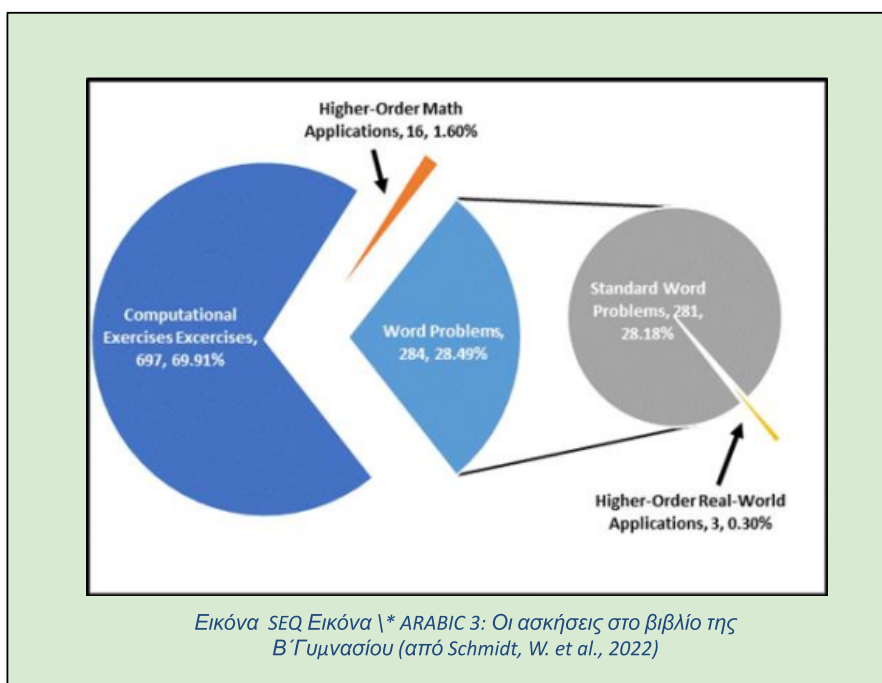 Higher-Order Math
Applications, 16, 1.60%
Computational
Exercises Excercises,
697, 69.91%
Word Problems,
284, 28.49%
Standard Word
Problems, 281,
28.18%
Higher-Order Real-World
Applications, 3, 0.30%
Εικόνα SEQ Εικόνα \* ARABIC 3: Οι ασκήσεις στο βιβλίο της
Β΄Γυμνασίου (από Schmidt, W. et al., 2022)